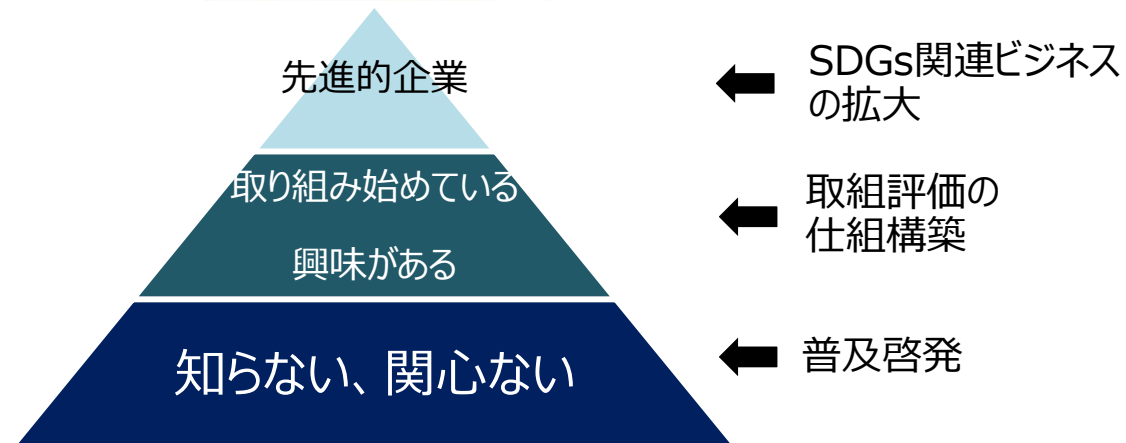 先進的企業
SDGs関連ビジネス
の拡大
取り組み始めている
興味がある
取組評価の
仕組構築
知らない、関心ない
普及啓発